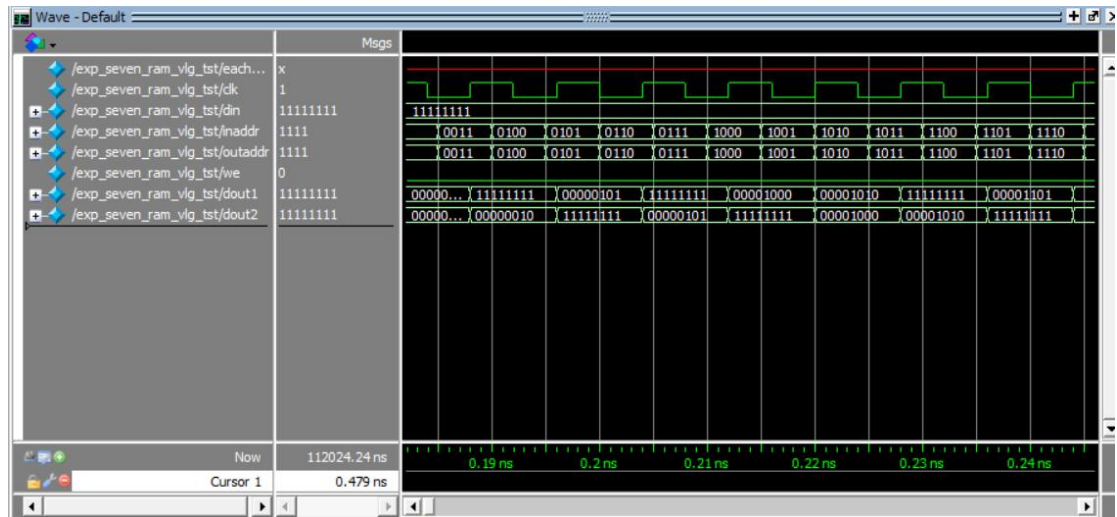 Wave - Default
Msgs
/exp_seven_ram_vlg_tst/each... x
/exp_seven_ram_vlg_tst/clk 1
/exp_seven_ram_vlg_tst/din 11111111 11111111
/exp_seven_ram_vlg_tst/inaddr 1111 0011 0100 0101 0110 0111 1000 1001 1010 1011 1100 1101 1110
/exp_seven_ram_vlg_tst/outaddr 1111 0011 0100 0101 0110 0111 1000 1001 1010 1011 1100 1101 1110
/exp_seven_ram_vlg_tst/we 0
/exp_seven_ram_vlg_tst/dout1 11111111 00000... 11111111 00000101 11111111 00001000 00001010 11111111 00001101
/exp_seven_ram_vlg_tst/dout2 11111111 00000... 00000010 11111111 00000101 11111111 00001000 00001010 11111111
Now 112024.24 ns 0.19 ns 0.2 ns 0.21 ns 0.22 ns 0.23 ns 0.24 ns
Cursor 1 0.479 ns